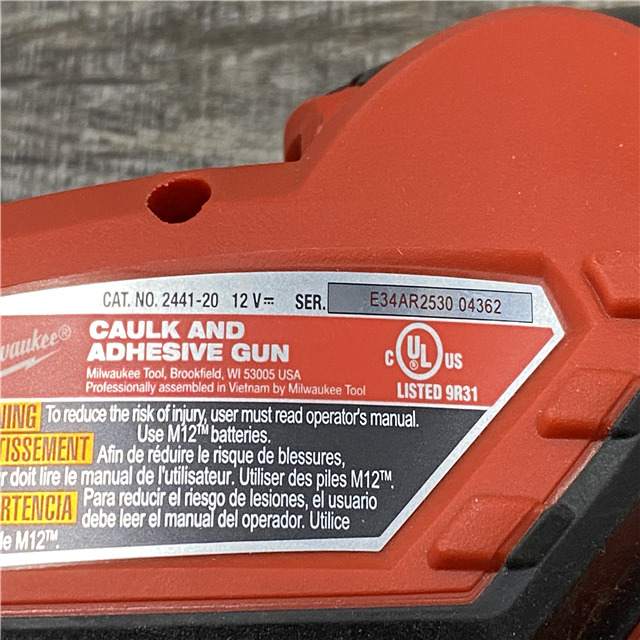 CAT. NO. 2441-20 12 V⎓ SER. E34AR2530 04362
waukee®
CAULK AND
ADHESIVE GUN
Milwaukee Tool, Brookfield, WI 53005 USA
Professionally assembled in Vietnam by Milwaukee Tool
C UL US
LISTED 9R31
NING To reduce the risk of injury, user must read operator's manual.
Use M12™ batteries.
TISSEMENT Afin de réduire le risque de blessures,
r doit lire le manual de l'utilisateur. Utiliser des piles M12™.
RTENCIA Para reducir el riesgo de lesiones, el usuario
debe leer el manual del operador. Utilice
de M12™.